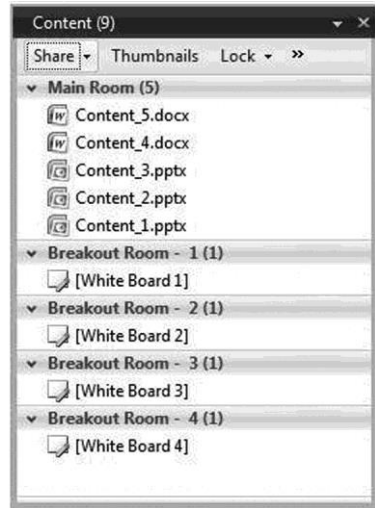 Content (9)
Share Thumbnails Lock »
Main Room (5)
Content_5.docx
Content_4.docx
Content_3.pptx
Content_2.pptx
Content_1.pptx
Breakout Room - 1 (1)
[White Board 1]
Breakout Room - 2 (1)
[White Board 2]
Breakout Room - 3 (1)
[White Board 3]
Breakout Room - 4 (1)
[White Board 4]